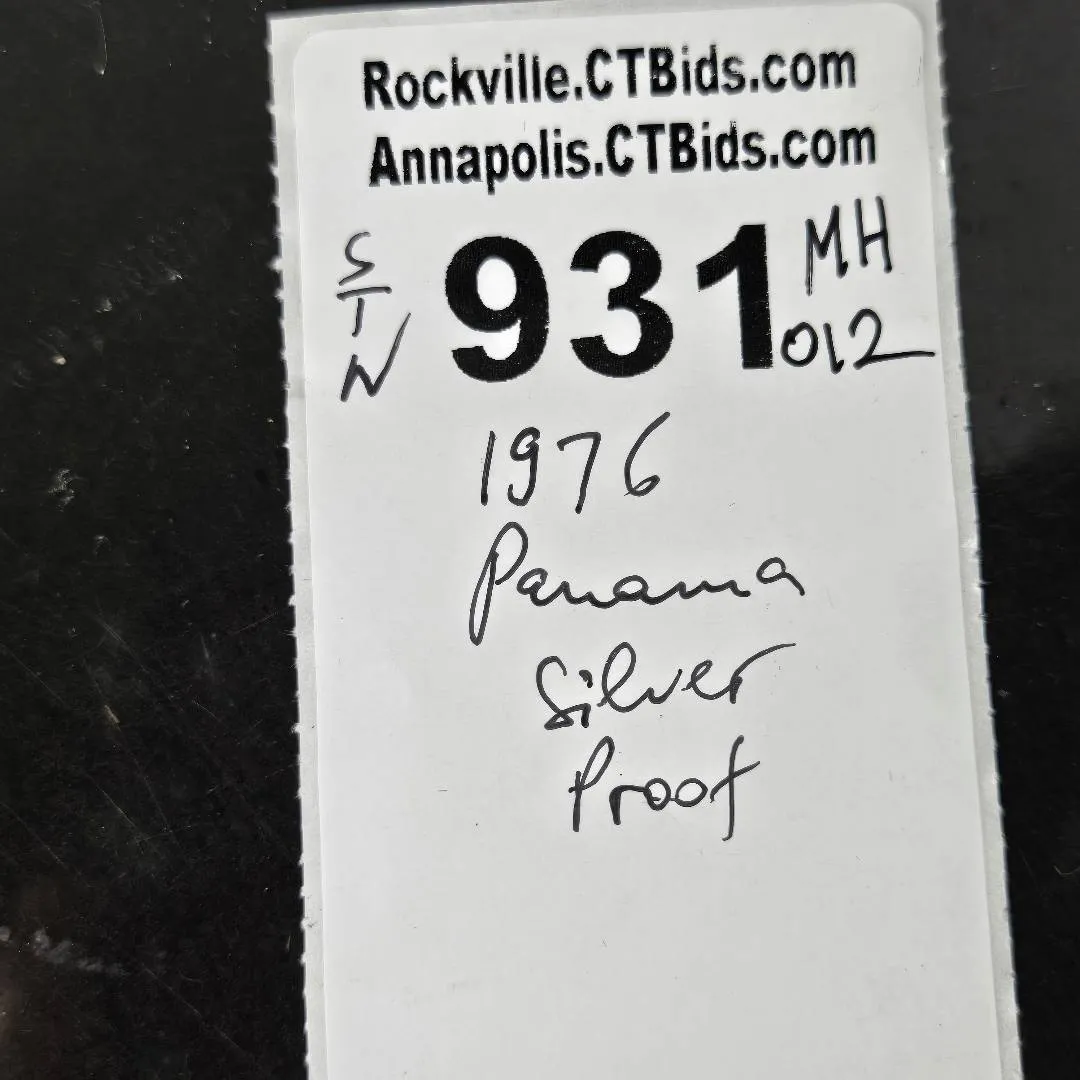 Rockville.CTBids.com
Annapolis.CTBids.com
STN 931 MH
012
1976
Panama
Silver
Proof